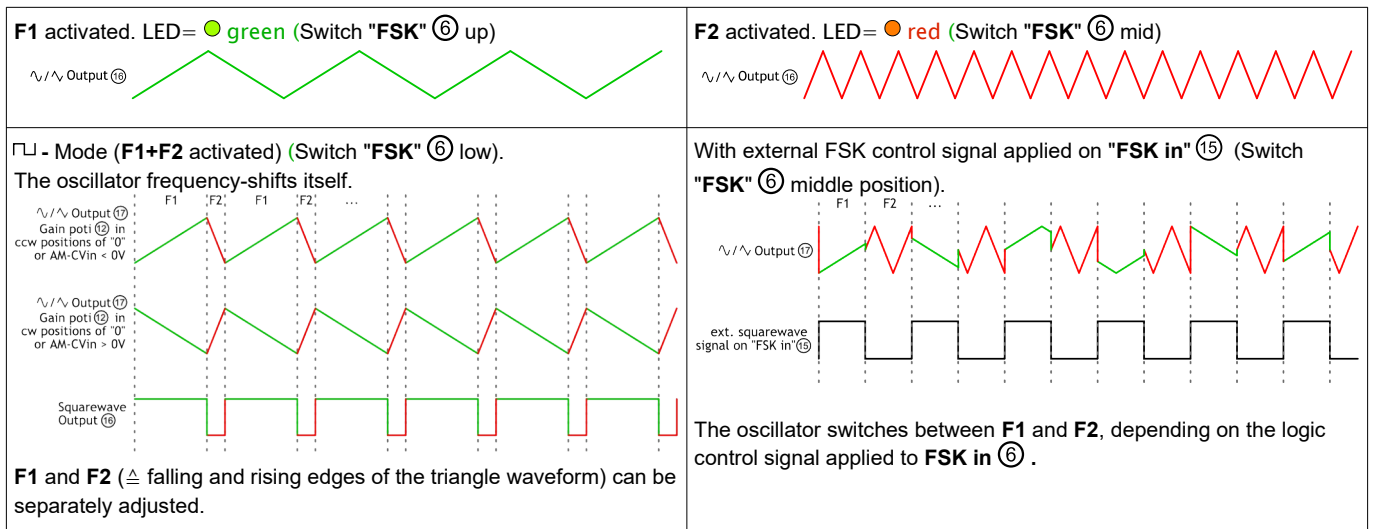 F1 activated. LED= green (Switch "FSK" ⑥ up)
∿/△ Output ⑯
F2 activated. LED= red (Switch "FSK" ⑥ mid)
∿/△ Output ⑯
- Mode (F1+F2 activated) (Switch "FSK" ⑥ low).
The oscillator frequency-shifts itself.
F1 F2 F1 F2 ...
∿/△ Output ⑰
Gain poti ⑫ in
ccw positions of "0"
or AM-CVin < 0V
∿/△ Output ⑰
Gain poti ⑫ in
cw positions of "0"
or AM-CVin > 0V
Squarewave
Output ⑯
F1 and F2 (≙ falling and rising edges of the triangle waveform) can be
separately adjusted.
With external FSK control signal applied on "FSK in" ⑮ (Switch
"FSK" ⑥ middle position).
F1 F2 ...
∿/△ Output ⑰
ext. squarewave
signal on "FSK in" ⑮
The oscillator switches between F1 and F2, depending on the logic
control signal applied to FSK in ⑥ .